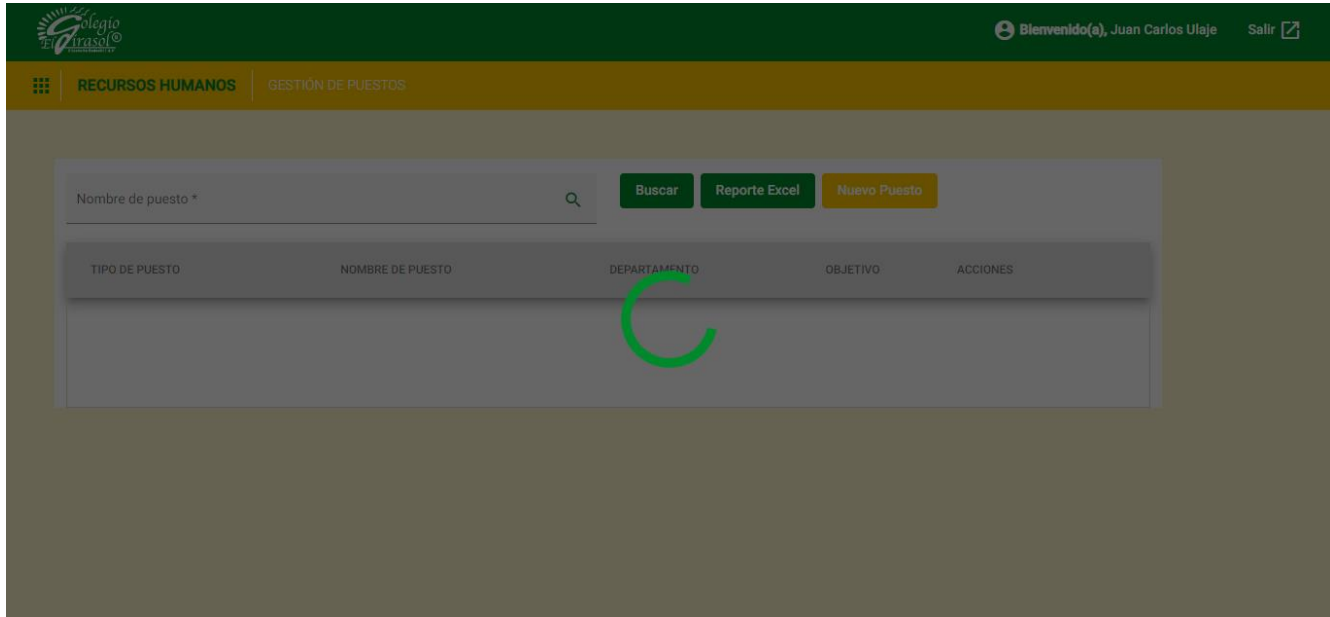 Colegio
El Girasol®
Bienvenido(a), Juan Carlos Ulaje
Salir
RECURSOS HUMANOS
GESTIÓN DE PUESTOS
Nombre de puesto *
Buscar
Reporte Excel
Nuevo Puesto
TIPO DE PUESTO
NOMBRE DE PUESTO
DEPARTAMENTO
OBJETIVO
ACCIONES